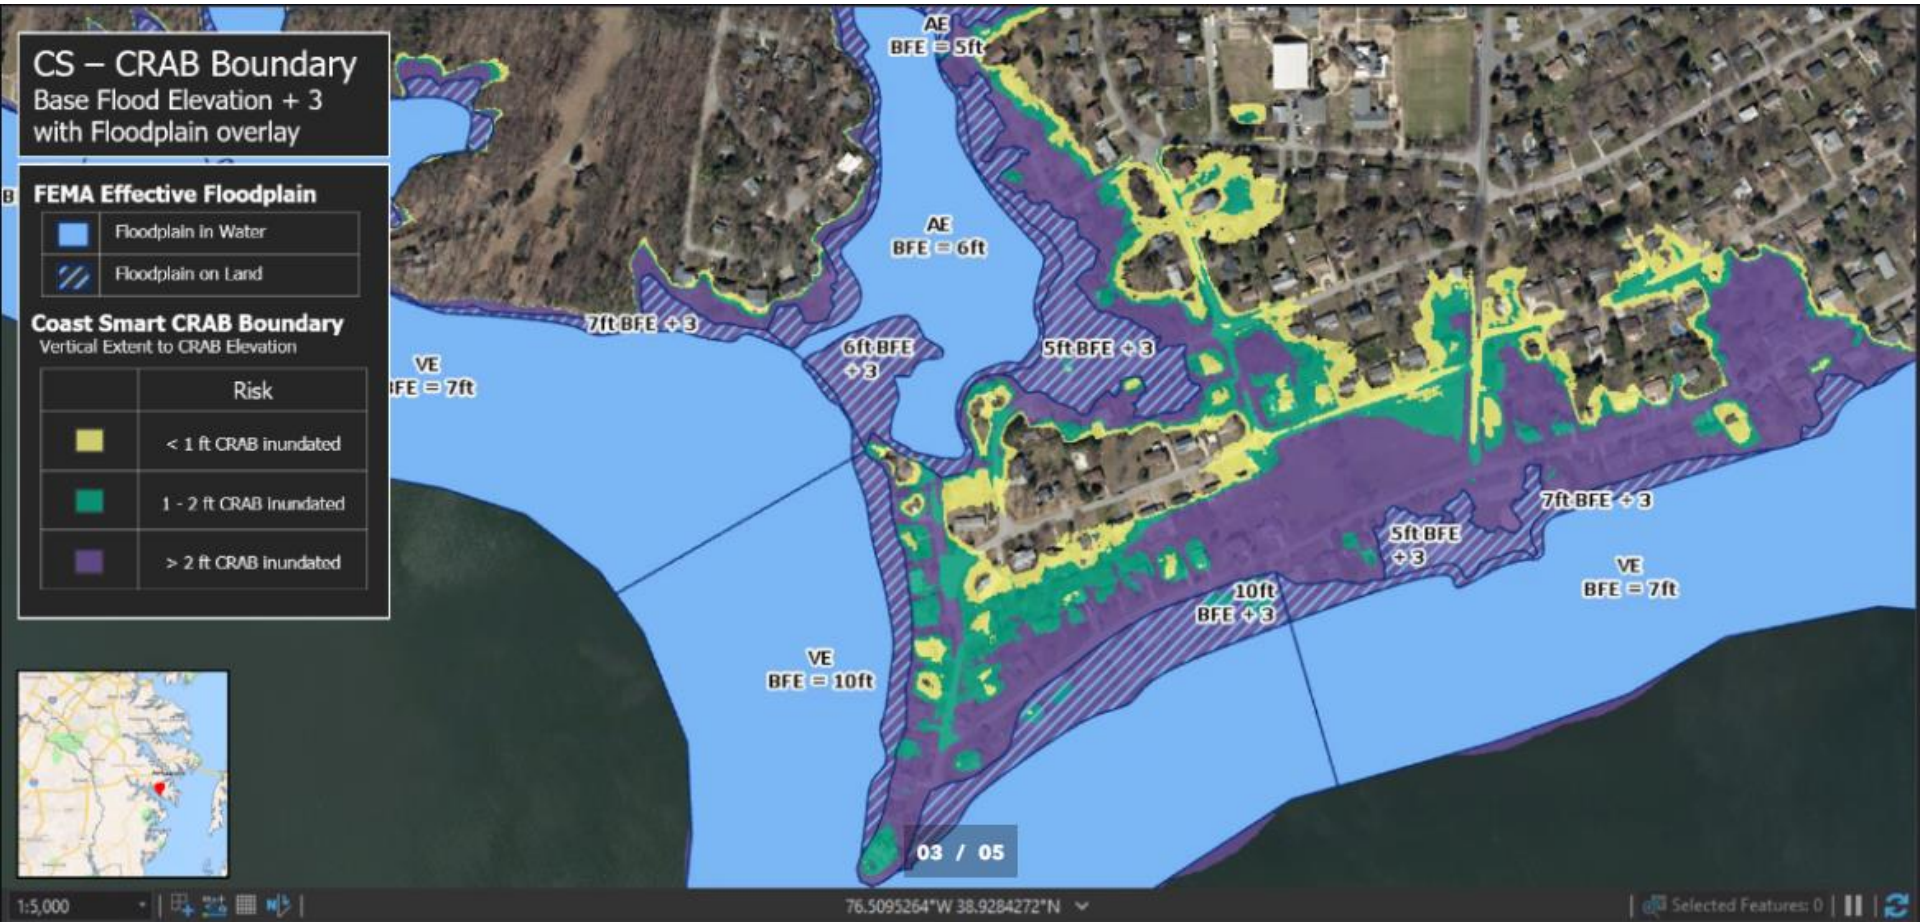 CS – CRAB Boundary
Base Flood Elevation + 3
with Floodplain overlay
FEMA Effective Floodplain
Floodplain in Water
Floodplain on Land
Coast Smart CRAB Boundary
Vertical Extent to CRAB Elevation
Risk
< 1 ft CRAB inundated
1 - 2 ft CRAB inundated
> 2 ft CRAB inundated
B
AE
BFE = 5ft
AE
BFE = 6ft
7ft BFE + 3
6ft BFE
+ 3
5ft BFE + 3
VE
BFE = 7ft
7ft BFE + 3
5ft BFE
+ 3
VE
BFE = 7ft
10ft
BFE + 3
VE
BFE = 10ft
03 / 05
1:5,000
76.5095264°W 38.9284272°N
Selected Features: 0